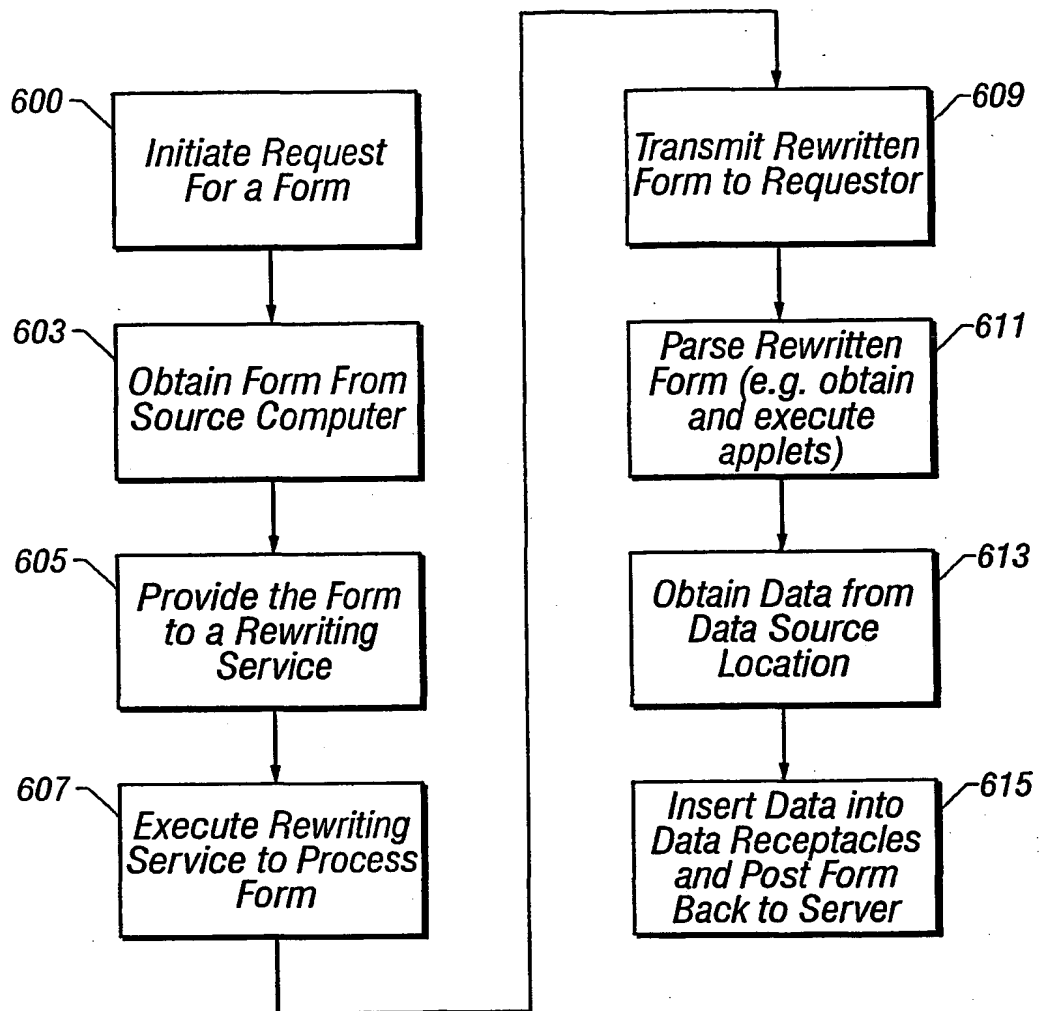 600
Initiate Request
For a Form
603
Obtain Form From
Source Computer
605
Provide the Form
to a Rewriting
Service
607
Execute Rewriting
Service to Process
Form
609
Transmit Rewritten
Form to Requestor
611
Parse Rewritten
Form (e.g. obtain
and execute
applets)
613
Obtain Data from
Data Source
Location
615
Insert Data into
Data Receptacles
and Post Form
Back to Server